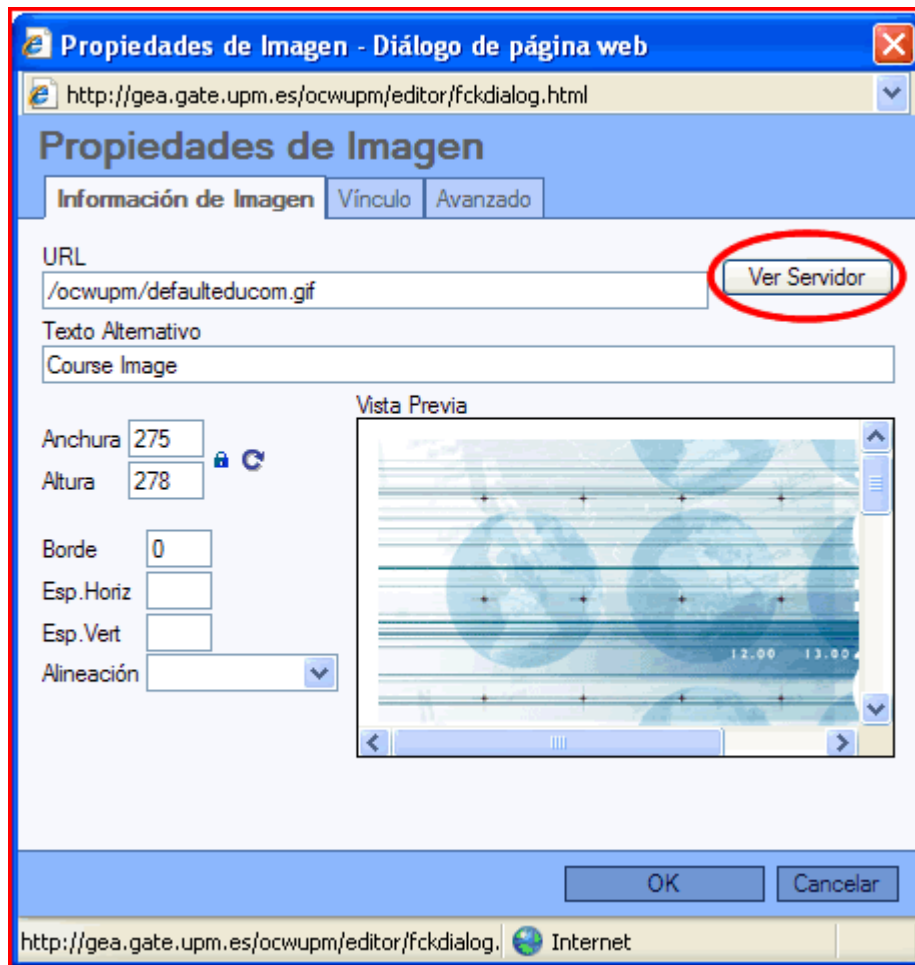 Propiedades de Imagen - Diálogo de página web
http://gea.gate.upm.es/ocwupm/editor/fckdialog.html
Propiedades de Imagen
Información de Imagen Vínculo Avanzado
URL
/ocwupm/defaulteducom.gif Ver Servidor
Texto Alternativo
Course Image
Vista Previa
Anchura 275
Altura 278
Borde 0
Esp.Horiz
Esp.Vert
Alineación
12.00 13.00
OK Cancelar
http://gea.gate.upm.es/ocwupm/editor/fckdialog. Internet